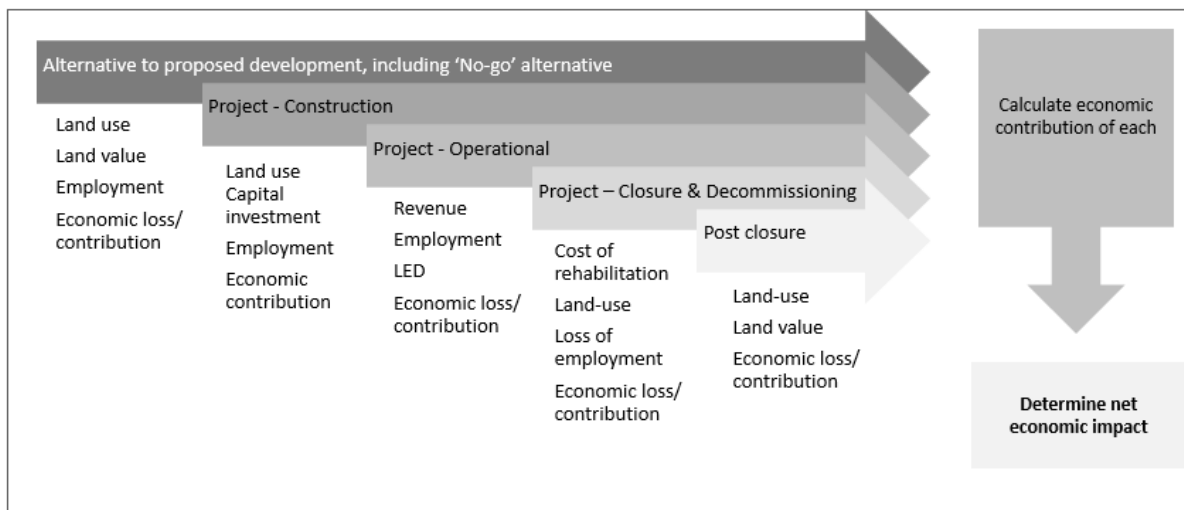 Alternative to proposed development, including ‘No-go’ alternative
Land use
Land value
Employment
Economic loss/
contribution
Project - Construction
Land use
Capital
investment
Employment
Economic
contribution
Project - Operational
Revenue
Employment
LED
Economic loss/
contribution
Project – Closure & Decommissioning
Cost of
rehabilitation
Land-use
Loss of
employment
Economic loss/
contribution
Post closure
Land-use
Land value
Economic loss/
contribution
Calculate economic
contribution of each
Determine net
economic impact